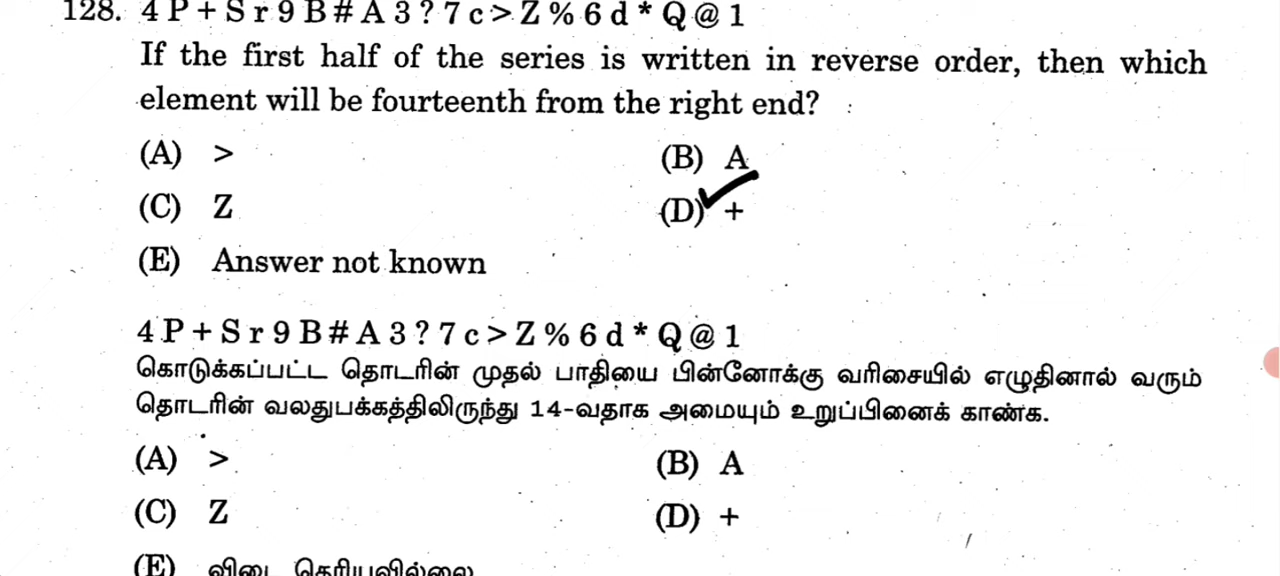 128. 4 P + S r 9 B # A 3 ? 7 c > Z % 6 d * Q @ 1
If the first half of the series is written in reverse order, then which
element will be fourteenth from the right end?
(A) > (B) A
(C) Z (D) +
(E) Answer not known
4 P + S r 9 B # A 3 ? 7 c > Z % 6 d * Q @ 1
கொடுக்கப்பட்ட தொடரின் முதல் பாதியை பின்னோக்கு வரிசையில் எழுதினால் வரும்
தொடரின் வலதுபக்கத்திலிருந்து 14-வதாக அமையும் உறுப்பினைக் காண்க.
(A) > (B) A
(C) Z (D) +
(E) விடை தெரியவில்லை